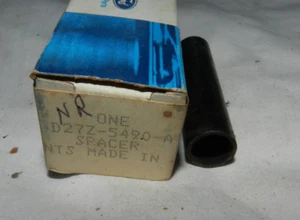 NR
ONE
D27Z-5490-A
SPACER
NTS MADE IN